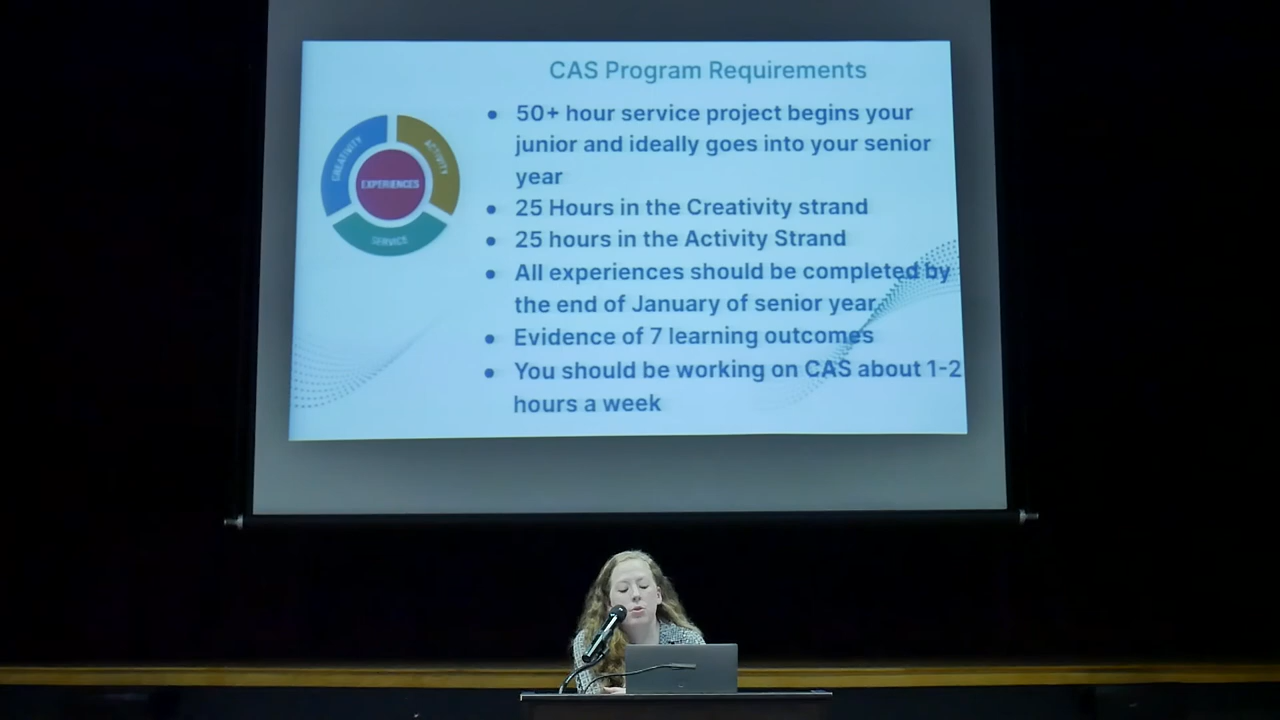 CAS Program Requirements
CREATIVITY
ACTIVITY
EXPERIENCES
SERVICE
• 50+ hour service project begins your
junior and ideally goes into your senior
year
• 25 Hours in the Creativity strand
• 25 hours in the Activity Strand
• All experiences should be completed by
the end of January of senior year
• Evidence of 7 learning outcomes
• You should be working on CAS about 1-2
hours a week